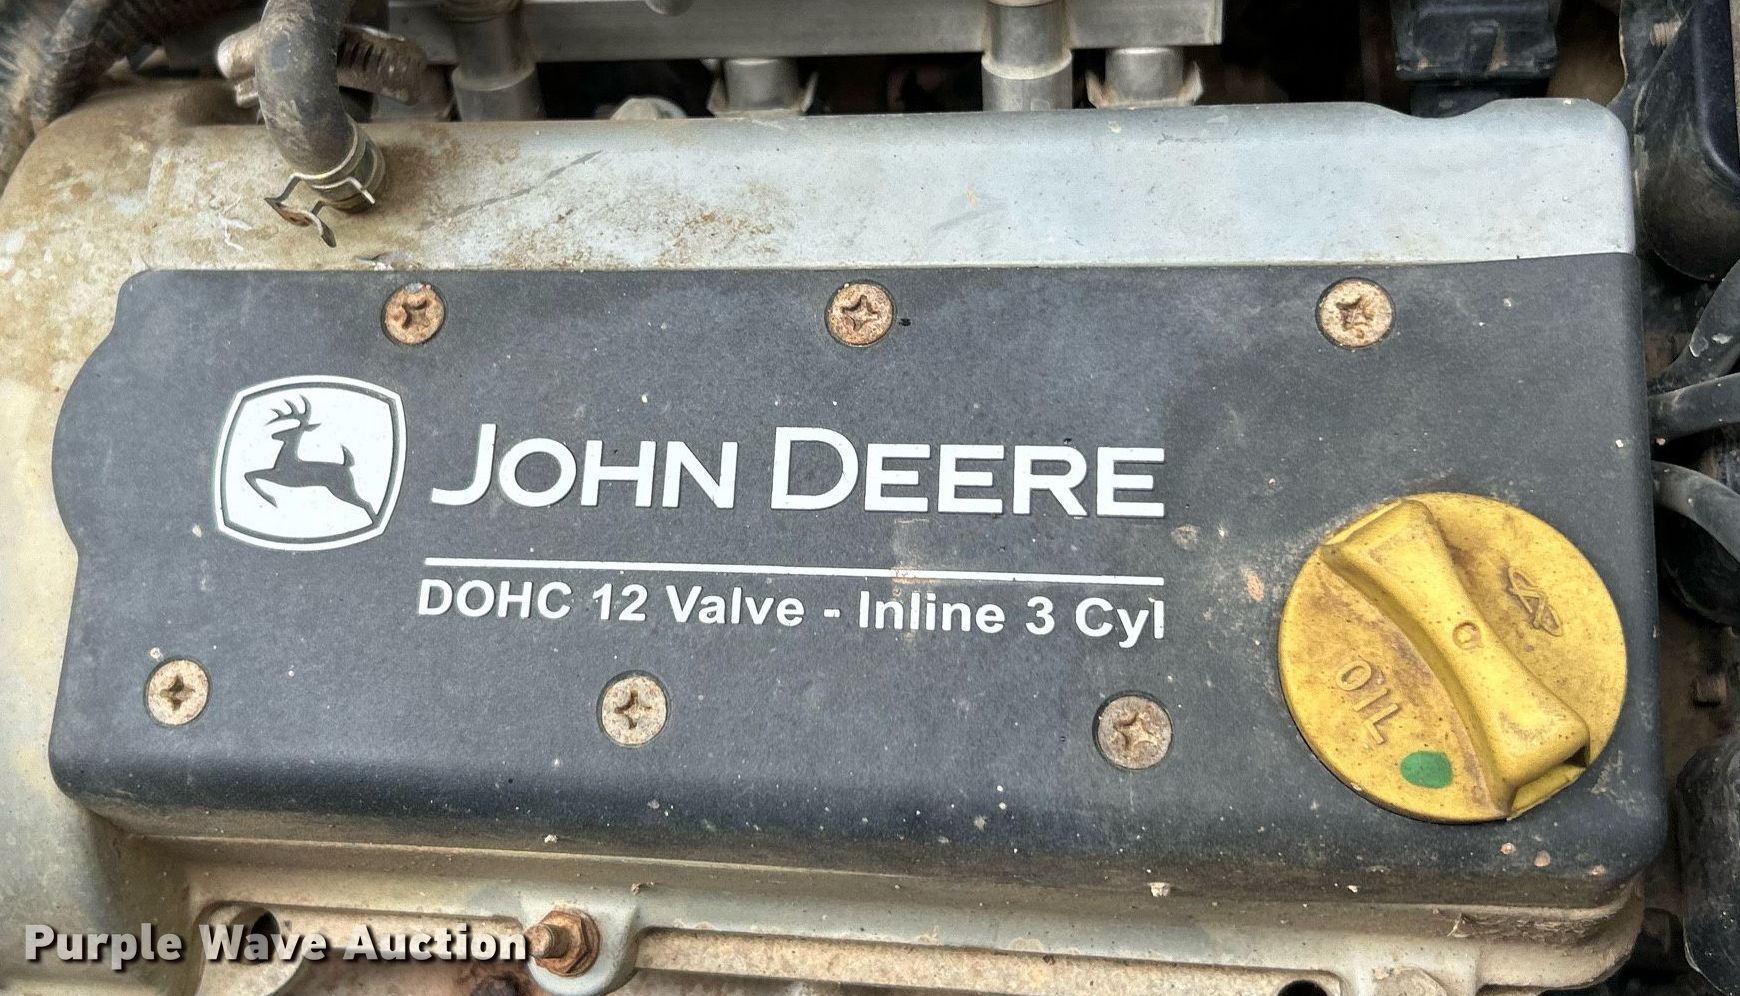 JOHN DEERE
DOHC 12 Valve - Inline 3 Cyl
OIL
Purple Wave Auction